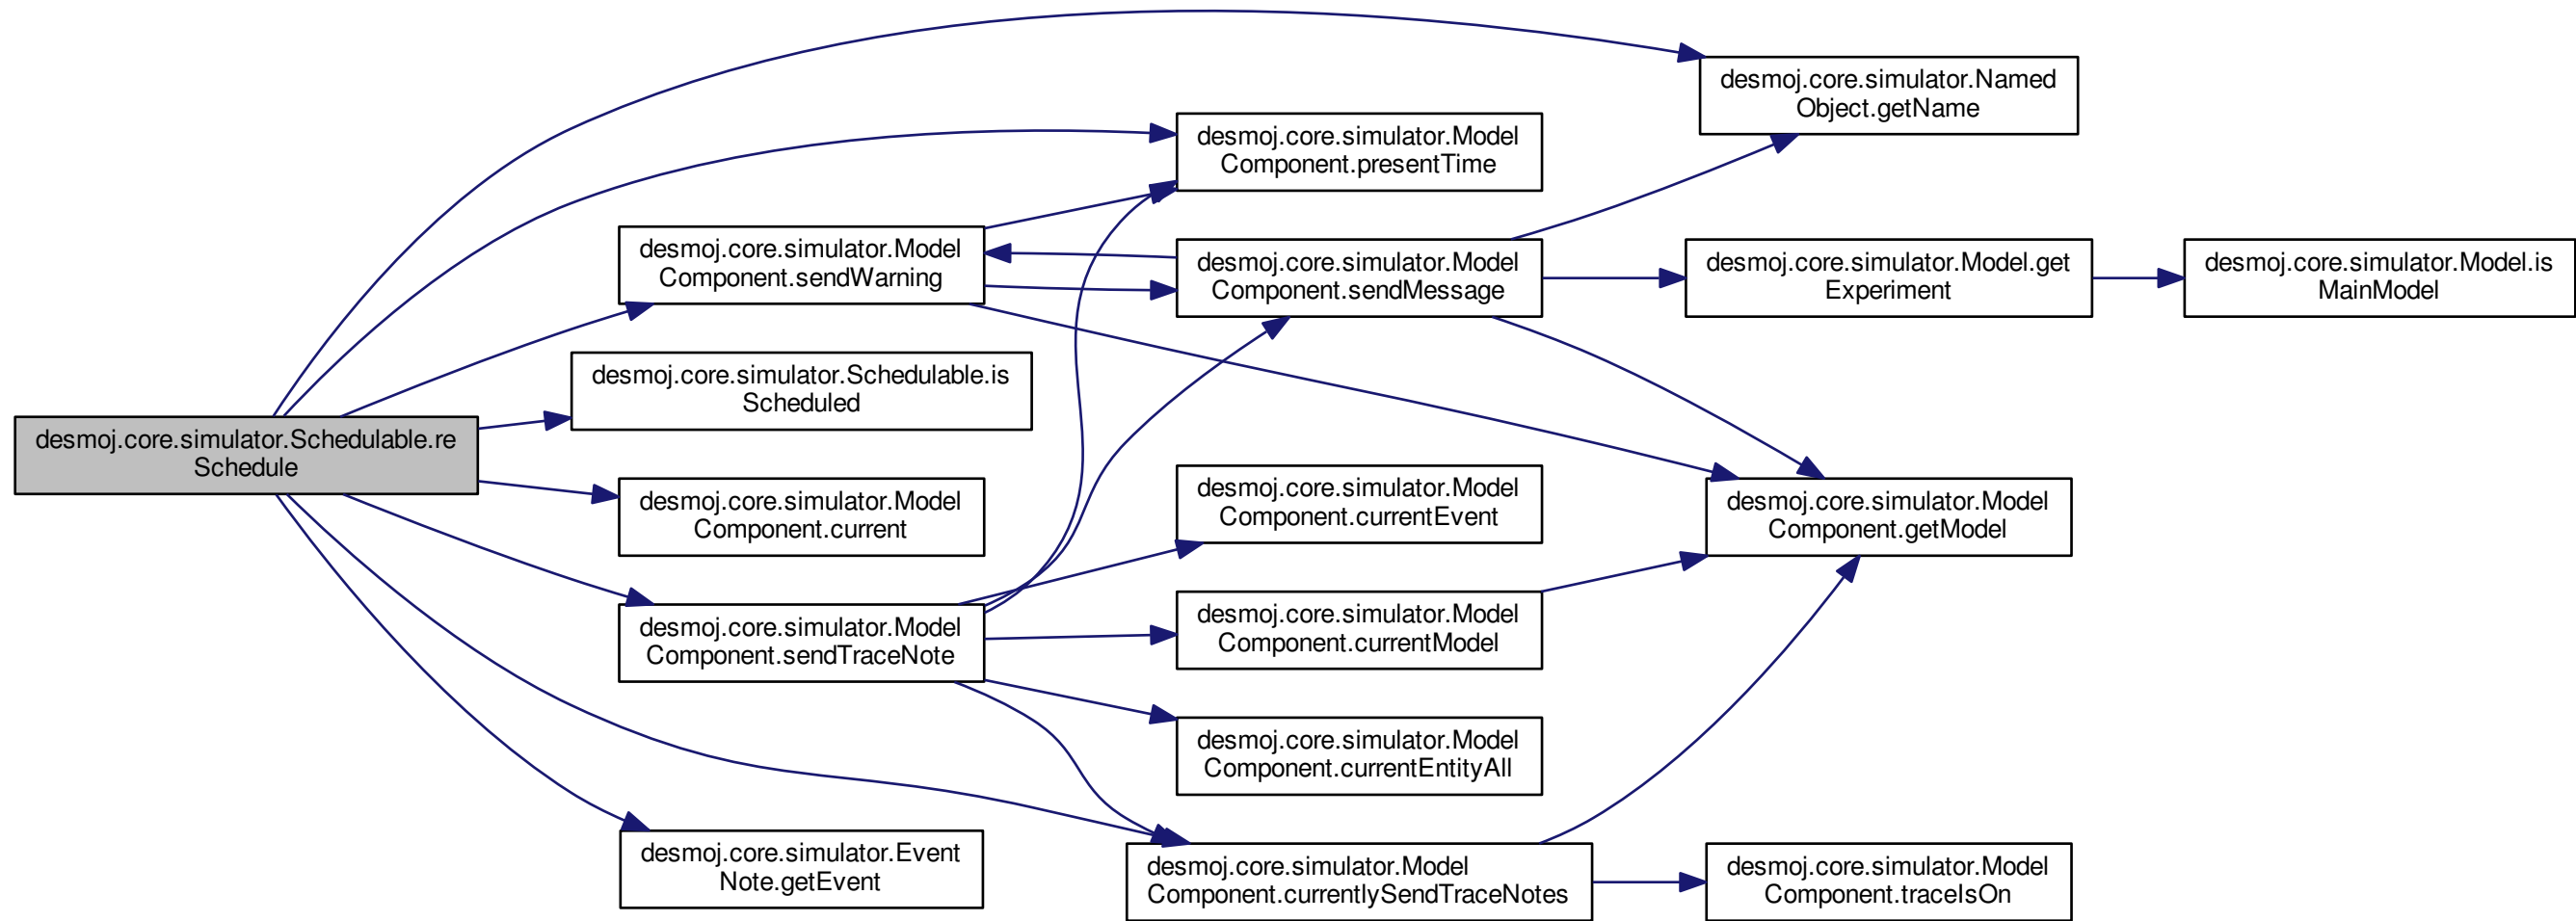 desmoj.core.simulator.Schedulable.re
Schedule
desmoj.core.simulator.Model
Component.sendWarning
desmoj.core.simulator.Schedulable.is
Scheduled
desmoj.core.simulator.Model
Component.current
desmoj.core.simulator.Model
Component.sendTraceNote
desmoj.core.simulator.Event
Note.getEvent
desmoj.core.simulator.Model
Component.presentTime
desmoj.core.simulator.Model
Component.sendMessage
desmoj.core.simulator.Model
Component.currentEvent
desmoj.core.simulator.Model
Component.currentModel
desmoj.core.simulator.Model
Component.currentEntityAll
desmoj.core.simulator.Model
Component.currentlySendTraceNotes
desmoj.core.simulator.Named
Object.getName
desmoj.core.simulator.Model.get
Experiment
desmoj.core.simulator.Model
Component.getModel
desmoj.core.simulator.Model
Component.traceIsOn
desmoj.core.simulator.Model.is
MainModel